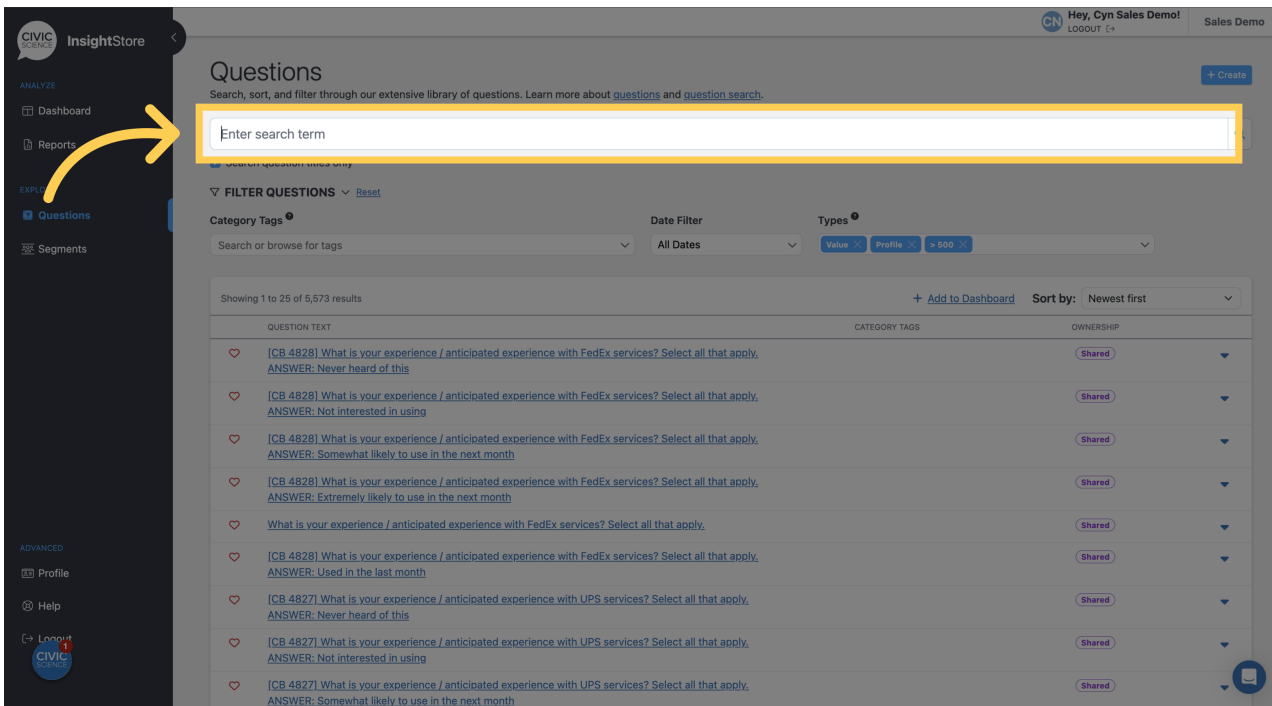 CIVIC
SCIENCE
InsightStore
Hey, Cyn Sales Demo!
CN
LOGOUT
Sales Demo
ANALYZE
Dashboard
Reports
EXPLO
Questions
Segments
ADVANCED
Profile
Help
Logout
1
CIVIC
SCIENCE
Questions
+ Create
Search, sort, and filter through our extensive library of questions. Learn more about questions and question search.
Enter search term
Search question titles only
FILTER QUESTIONS Reset
Category Tags ?
Date Filter
Types ?
Search or browse for tags
All Dates
Value × Profile × > 500 ×
Showing 1 to 25 of 5,573 results
+ Add to Dashboard Sort by: Newest first
QUESTION TEXT CATEGORY TAGS OWNERSHIP
[CB 4828] What is your experience / anticipated experience with FedEx services? Select all that apply. Shared
ANSWER: Never heard of this
[CB 4828] What is your experience / anticipated experience with FedEx services? Select all that apply. Shared
ANSWER: Not interested in using
[CB 4828] What is your experience / anticipated experience with FedEx services? Select all that apply. Shared
ANSWER: Somewhat likely to use in the next month
[CB 4828] What is your experience / anticipated experience with FedEx services? Select all that apply. Shared
ANSWER: Extremely likely to use in the next month
What is your experience / anticipated experience with FedEx services? Select all that apply. Shared
[CB 4828] What is your experience / anticipated experience with FedEx services? Select all that apply. Shared
ANSWER: Used in the last month
[CB 4827] What is your experience / anticipated experience with UPS services? Select all that apply. Shared
ANSWER: Never heard of this
[CB 4827] What is your experience / anticipated experience with UPS services? Select all that apply. Shared
ANSWER: Not interested in using
[CB 4827] What is your experience / anticipated experience with UPS services? Select all that apply. Shared
ANSWER: Somewhat likely to use in the next month